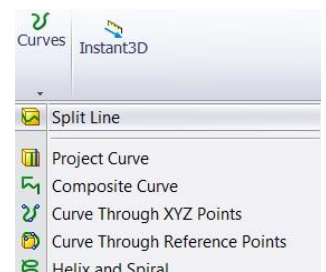 Curves
Instant3D
Split Line
Project Curve
Composite Curve
Curve Through XYZ Points
Curve Through Reference Points
Helix and Spiral